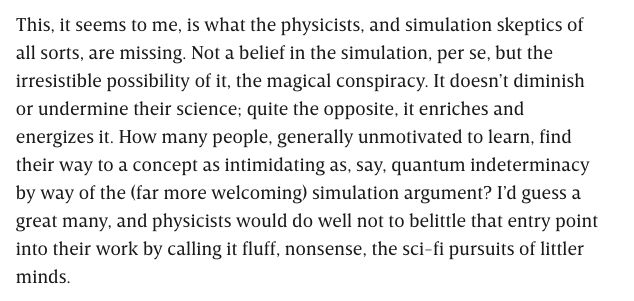 This, it seems to me, is what the physicists, and simulation skeptics of
all sorts, are missing. Not a belief in the simulation, per se, but the
irresistible possibility of it, the magical conspiracy. It doesn’t diminish
or undermine their science; quite the opposite, it enriches and
energizes it. How many people, generally unmotivated to learn, find
their way to a concept as intimidating as, say, quantum indeterminacy
by way of the (far more welcoming) simulation argument? I’d guess a
great many, and physicists would do well not to belittle that entry point
into their work by calling it fluff, nonsense, the sci-fi pursuits of littler
minds.